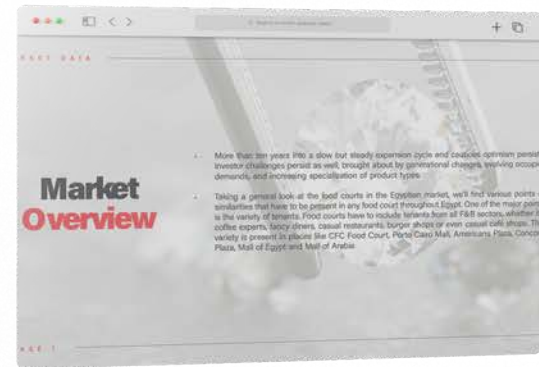 Market
Overview
More than ten years into a slow but steady expansion cycle and cautious optimism persist
investor challenges persist as well, brought about by generational changes, evolving occupie
demands, and increasing specialisation of product types
Taking a general look at the food courts in the Egyptian market, we'll find various points
similarities that have to be present in any food court throughout Egypt. One of the major poin
is the variety of tenants. Food courts have to include tenants from all F&B sectors, whether
coffee experts, fancy diners, casual restaurants, burger shops or even casual café shops. Th
variety is present in places like CFC Food Court, Porto Cairo Mall, Americana Plaza, Concor
Plaza, Mall of Egypt and Mall of Arabia